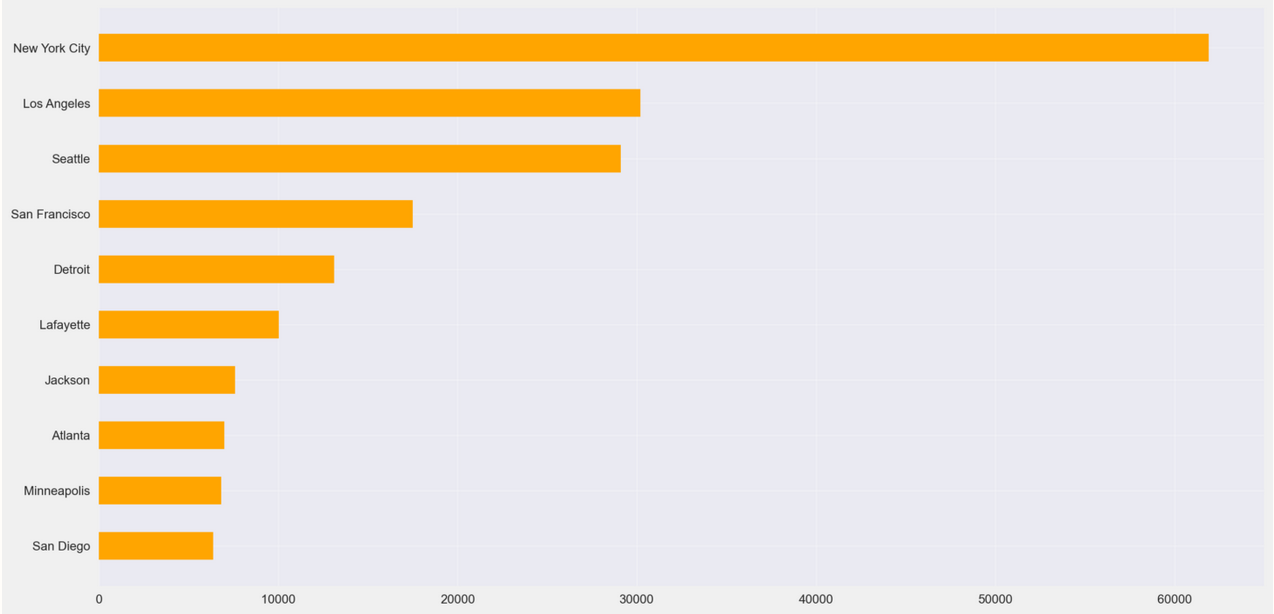 New York City
Los Angeles
Seattle
San Francisco
Detroit
Lafayette
Jackson
Atlanta
Minneapolis
San Diego
0 10000 20000 30000 40000 50000 60000